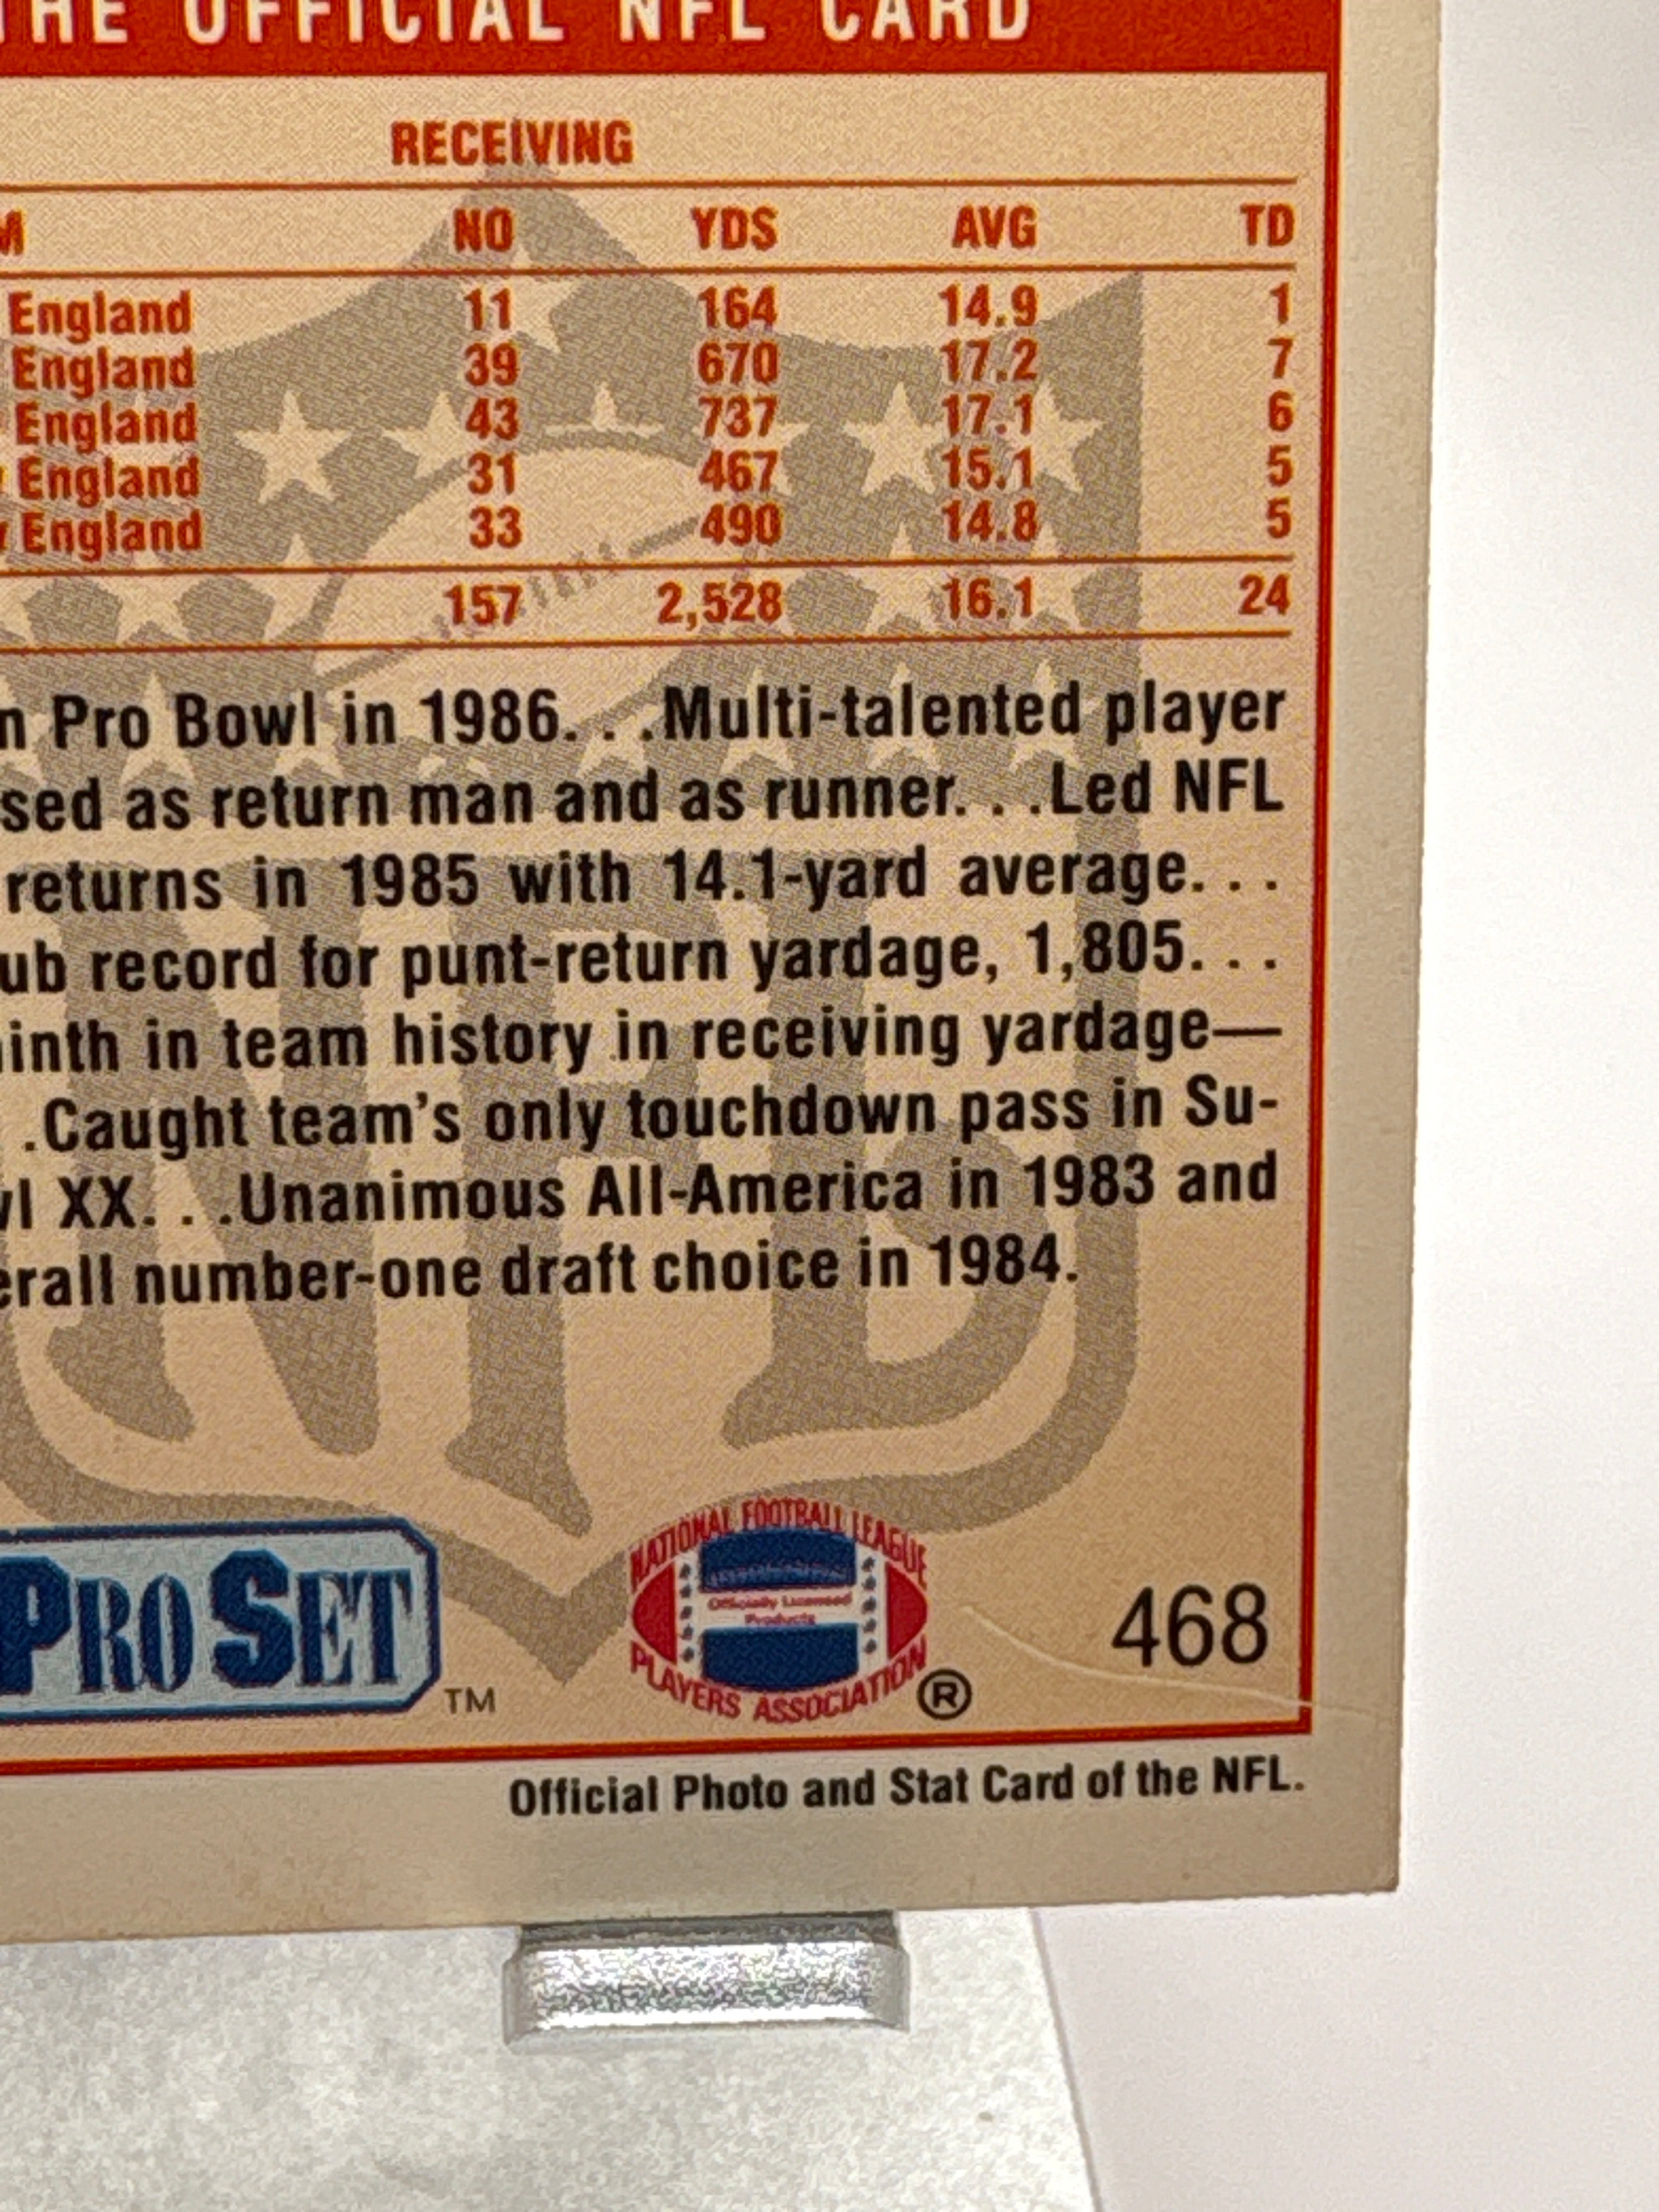 THE OFFICIAL NFL CARD
RECEIVING
NO YDS AVG TD
England 11 164 14.9 1
England 39 670 17.2 7
England 43 737 17.1 6
England 31 467 15.1 5
England 33 490 14.8 5
157 2,528 16.1 24
Pro Bowl in 1986. . .Multi-talented player
as return man and as runner. . .Led NFL
returns in 1985 with 14.1-yard average. . .
record for punt-return yardage, 1,805. . .
in team history in receiving yardage—
.Caught team’s only touchdown pass in Su-
XX. . .Unanimous All-America in 1983 and
number-one draft choice in 1984.
NFL
PRO SET
TM
NATIONAL FOOTBALL LEAGUE
Officially Licensed
Products
PLAYERS ASSOCIATION
®
468
Official Photo and Stat Card of the NFL.